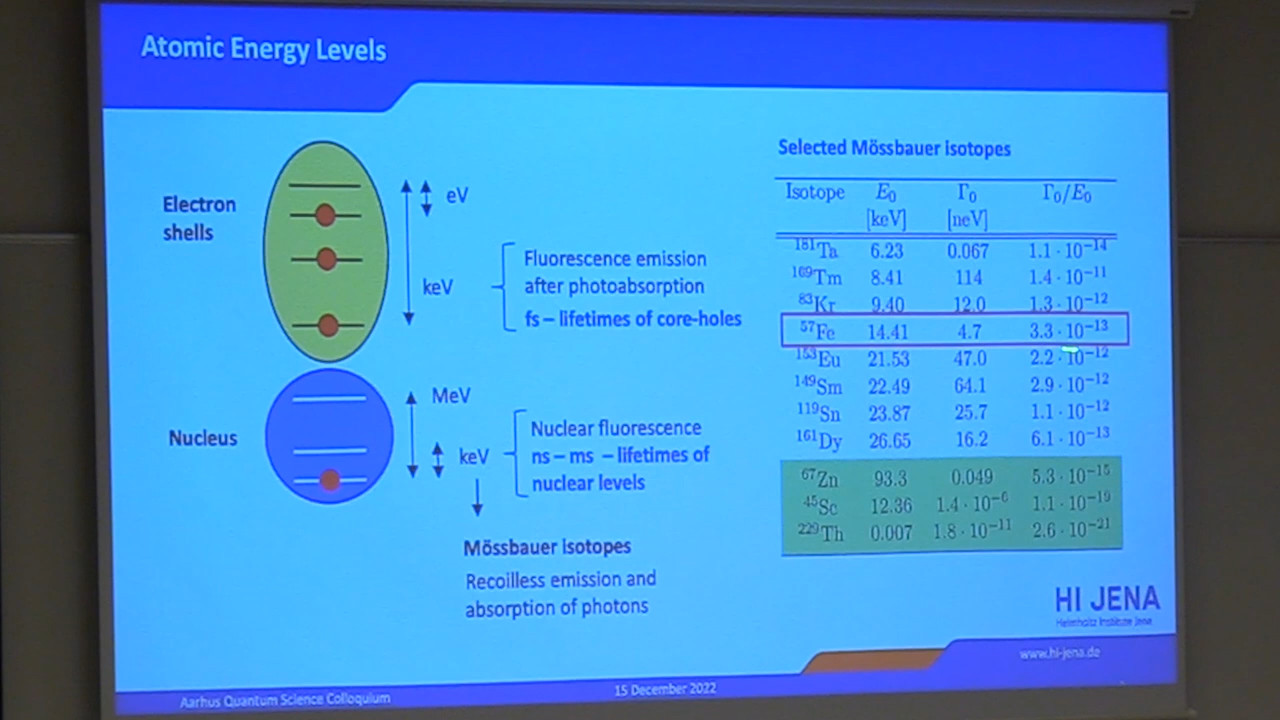 Atomic Energy Levels
Electron
shells
eV
keV
Fluorescence emission
after photoabsorption
fs – lifetimes of core-holes
Nucleus
MeV
keV
Nuclear fluorescence
ns – ms – lifetimes of
nuclear levels
Mössbauer isotopes
Recoilless emission and
absorption of photons
Selected Mössbauer isotopes
Isotope E₀ Γ₀ Γ₀/E₀
[keV] [neV]
¹⁸¹Ta 6.23 0.067 1.1 · 10⁻¹⁴
¹⁶⁹Tm 8.41 114 1.4 · 10⁻¹¹
⁸³Kr 9.40 12.0 1.3 · 10⁻¹²
⁵⁷Fe 14.41 4.7 3.3 · 10⁻¹³
¹⁵³Eu 21.53 47.0 2.2 · 10⁻¹²
¹⁴⁹Sm 22.49 64.1 2.9 · 10⁻¹²
¹¹⁹Sn 23.87 25.7 1.1 · 10⁻¹²
¹⁶¹Dy 26.65 16.2 6.1 · 10⁻¹³
⁶⁷Zn 93.3 0.049 5.3 · 10⁻¹⁵
⁴⁵Sc 12.36 1.4 · 10⁻⁶ 1.1 · 10⁻¹⁹
²²⁹Th 0.007 1.8 · 10⁻¹¹ 2.6 · 10⁻²¹
HI JENA
Helmholtz Institute Jena
www.hi-jena.de
Aarhus Quantum Science Colloquium
15 December 2022